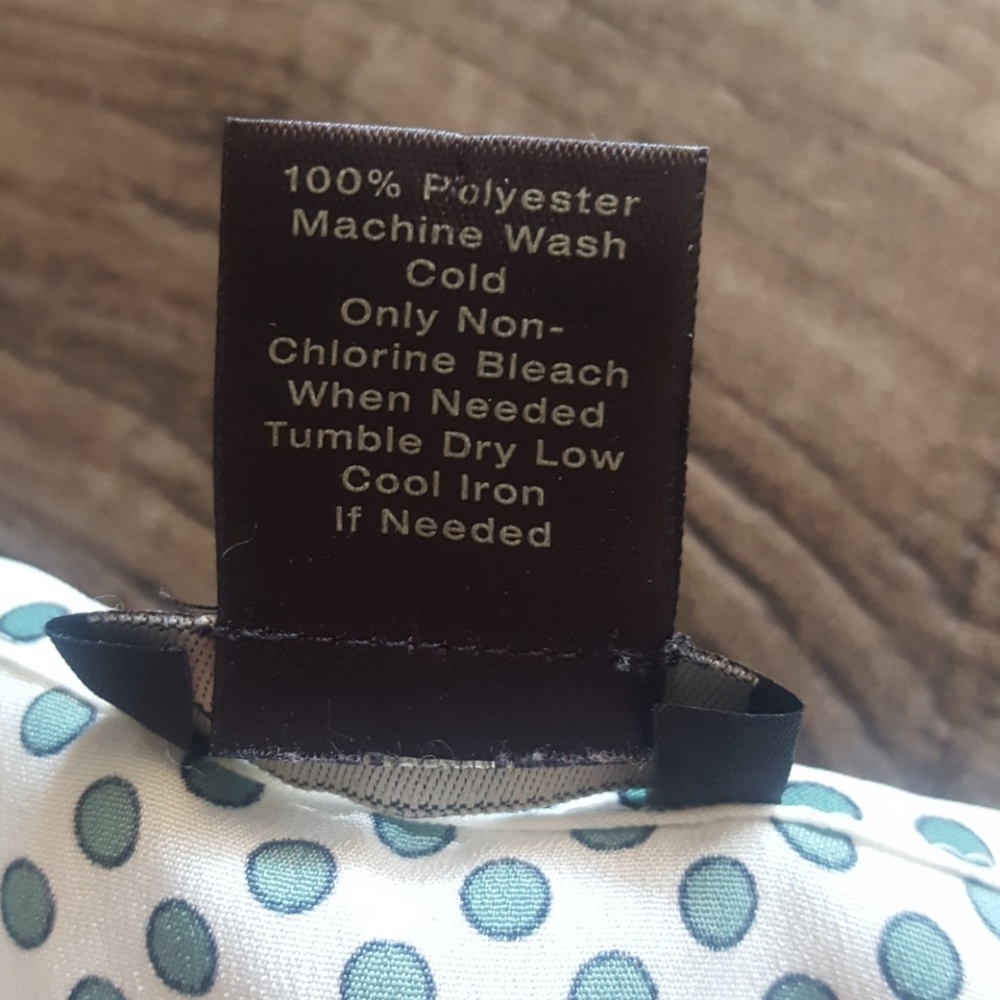 100% Polyester
Machine Wash
Cold
Only Non-
Chlorine Bleach
When Needed
Tumble Dry Low
Cool Iron
If Needed